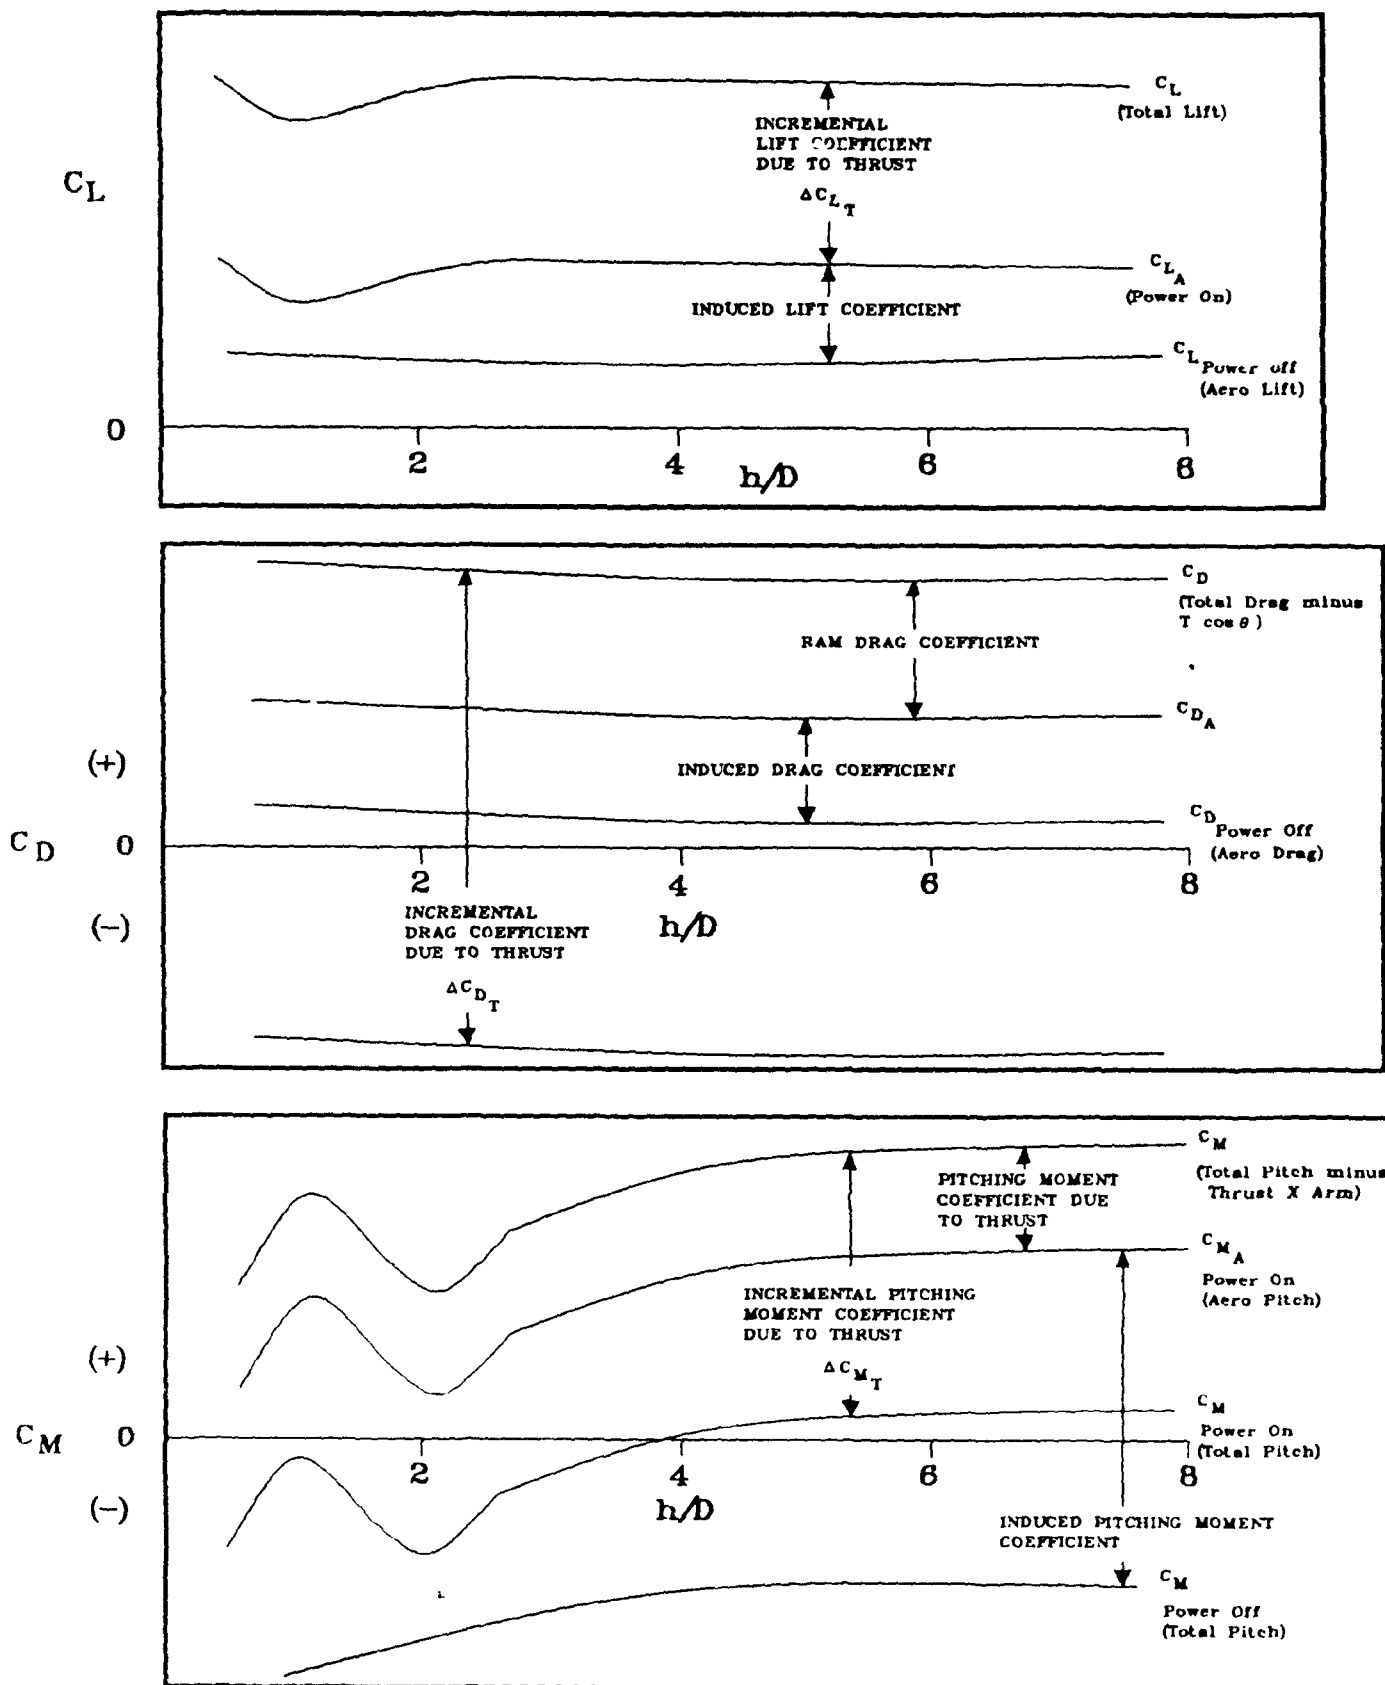 C_L
(Total Lift)
INCREMENTAL
LIFT COEFFICIENT
DUE TO THRUST
ΔC_L_T
C_L
C_L_A
(Power On)
INDUCED LIFT COEFFICIENT
C_L Power off
(Aero Lift)
0
2
4
6
8
h/D
C_D
(Total Drag minus
T cos θ)
RAM DRAG COEFFICIENT
C_D_A
(+)
INDUCED DRAG COEFFICIENT
C_D Power Off
(Aero Drag)
C_D
0
2
4
6
8
(−)
INCREMENTAL
DRAG COEFFICIENT
DUE TO THRUST
h/D
ΔC_D_T
C_M
(Total Pitch minus
Thrust X Arm)
PITCHING MOMENT
COEFFICIENT DUE
TO THRUST
C_M_A
Power On
(Aero Pitch)
INCREMENTAL PITCHING
MOMENT COEFFICIENT
DUE TO THRUST
(+)
ΔC_M_T
C_M
Power On
(Total Pitch)
C_M
0
2
4
6
8
(−)
h/D
INDUCED PITCHING MOMENT
COEFFICIENT
C_M
Power Off
(Total Pitch)